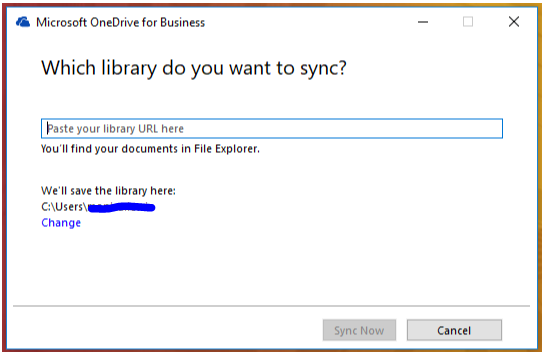 Microsoft OneDrive for Business
Which library do you want to sync?
Paste your library URL here
You'll find your documents in File Explorer.
We'll save the library here:
C:\Users\
Change
Sync Now
Cancel